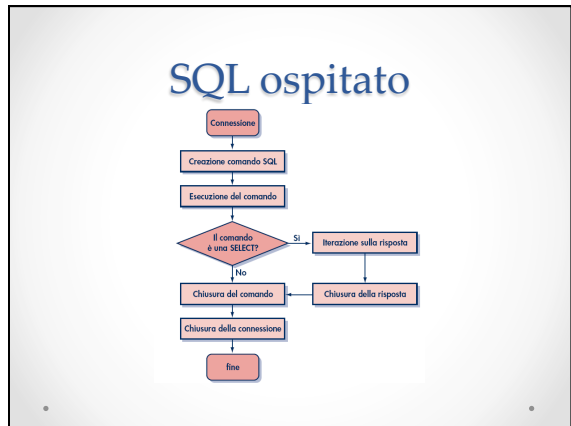 SQL ospitato
Connessione
Creazione comando SQL
Esecuzione del comando
Il comando
è una SELECT?
Si
Iterazione sulla risposta
No
Chiusura del comando
Chiusura della risposta
Chiusura della connessione
fine